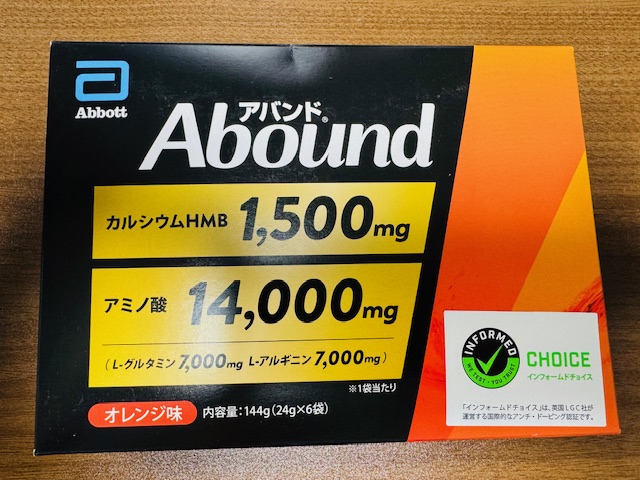 Abbott
アバンド®
Abound
カルシウムHMB 1,500mg
アミノ酸 14,000mg
(L-グルタミン 7,000mg L-アルギニン 7,000mg)
※1袋当たり
オレンジ味 内容量:144g(24g×6袋)
INFORMED
WE TEST・YOU TRUST
CHOICE
インフォームドチョイス
「インフォームドチョイス」は、英国LGC社が
運営する国際的なアンチ・ドーピング認証です。